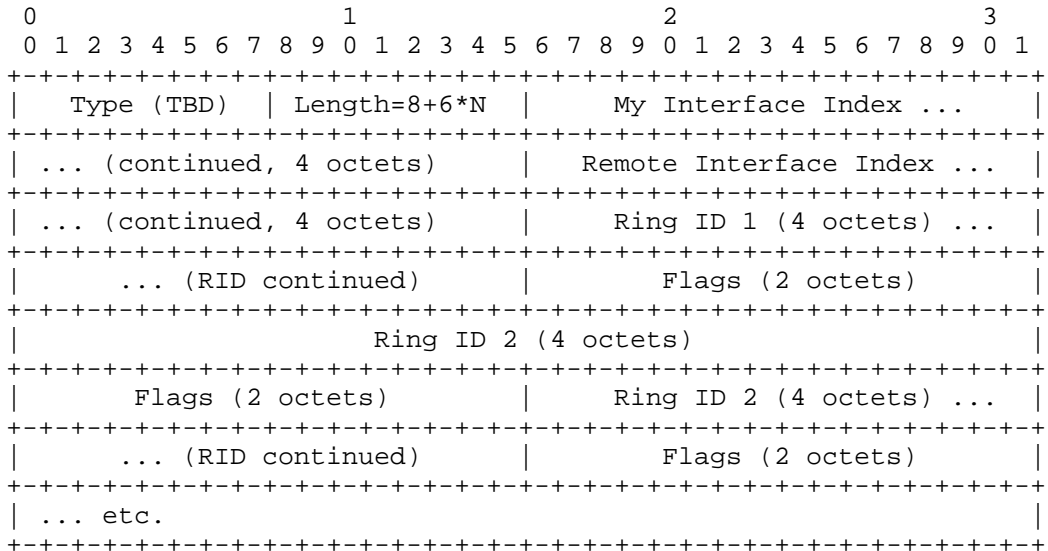 0                   1                   2                   3
 0 1 2 3 4 5 6 7 8 9 0 1 2 3 4 5 6 7 8 9 0 1 2 3 4 5 6 7 8 9 0 1
+-+-+-+-+-+-+-+-+-+-+-+-+-+-+-+-+-+-+-+-+-+-+-+-+-+-+-+-+-+-+-+-+
|   Type (TBD)  | Length=8+6*N  |     My Interface Index ...    |
+-+-+-+-+-+-+-+-+-+-+-+-+-+-+-+-+-+-+-+-+-+-+-+-+-+-+-+-+-+-+-+-+
| ... (continued, 4 octets)     |   Remote Interface Index ...  |
+-+-+-+-+-+-+-+-+-+-+-+-+-+-+-+-+-+-+-+-+-+-+-+-+-+-+-+-+-+-+-+-+
| ... (continued, 4 octets)     |     Ring ID 1 (4 octets) ...  |
+-+-+-+-+-+-+-+-+-+-+-+-+-+-+-+-+-+-+-+-+-+-+-+-+-+-+-+-+-+-+-+-+
|      ... (RID continued)      |        Flags (2 octets)       |
+-+-+-+-+-+-+-+-+-+-+-+-+-+-+-+-+-+-+-+-+-+-+-+-+-+-+-+-+-+-+-+-+
|                      Ring ID 2 (4 octets)                     |
+-+-+-+-+-+-+-+-+-+-+-+-+-+-+-+-+-+-+-+-+-+-+-+-+-+-+-+-+-+-+-+-+
|       Flags (2 octets)        |     Ring ID 2 (4 octets) ...  |
+-+-+-+-+-+-+-+-+-+-+-+-+-+-+-+-+-+-+-+-+-+-+-+-+-+-+-+-+-+-+-+-+
|      ... (RID continued)      |        Flags (2 octets)       |
+-+-+-+-+-+-+-+-+-+-+-+-+-+-+-+-+-+-+-+-+-+-+-+-+-+-+-+-+-+-+-+-+
| ... etc.                                                      |
+-+-+-+-+-+-+-+-+-+-+-+-+-+-+-+-+-+-+-+-+-+-+-+-+-+-+-+-+-+-+-+-+